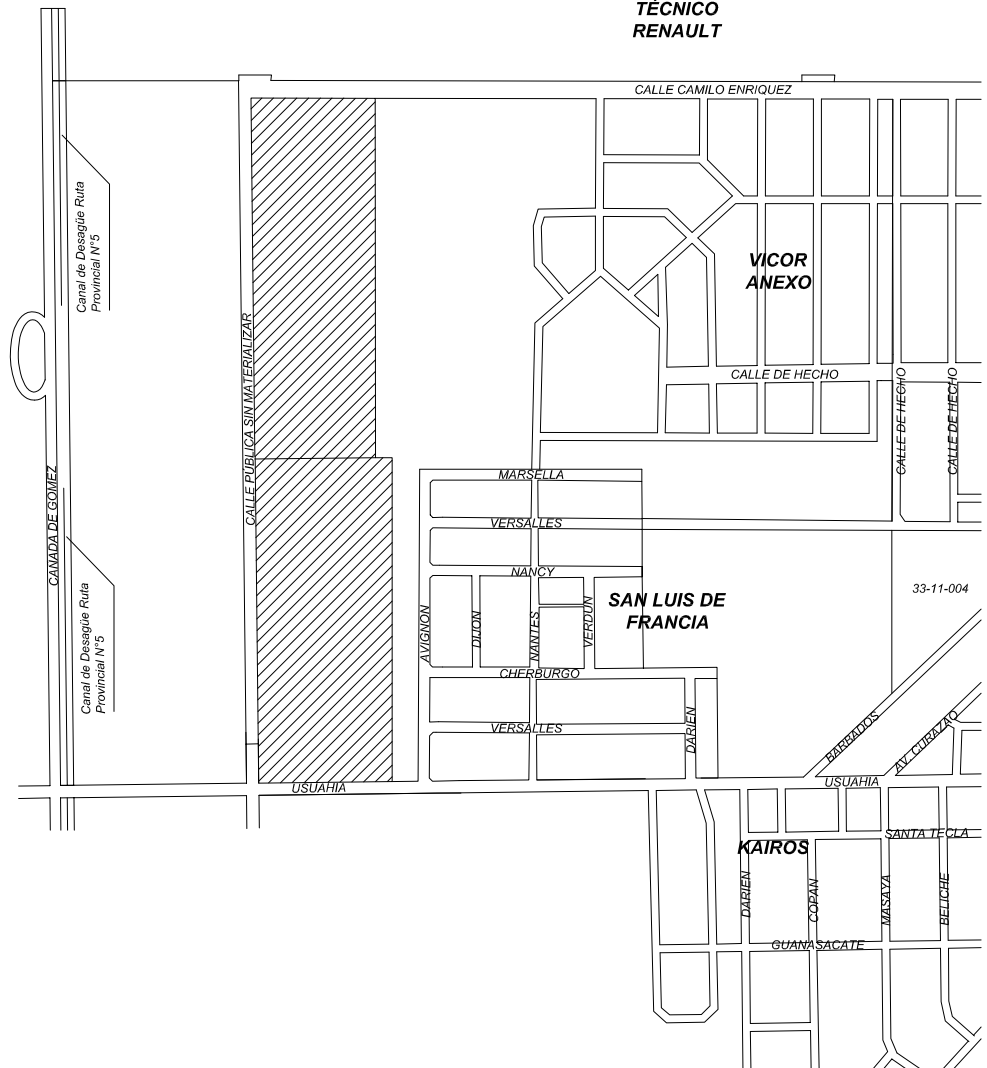 TÉCNICO
RENAULT
CALLE CAMILO ENRIQUEZ
Canal de Desagüe Ruta
Provincial N°5
VICOR
ANEXO
CALLE PÚBLICA SIN MATERIALIZAR
CALLE DE HECHO
CALLE DE HECHO
CALLE DE HECHO
CANADA DE GOMEZ
MARSELLA
VERSALLES
NANCY
33-11-004
SAN LUIS DE
FRANCIA
AVIGNON
DIJON
NANTES
VERDUN
Canal de Desagüe Ruta
Provincial N°5
CHERBURGO
VERSALLES
DARIEN
BARBADOS
AV. CURAZAO
USUAHIA
USUAHIA
SANTA TECLA
KAIROS
DARIEN
COPAN
MASAYA
BELICHE
GUANASACATE